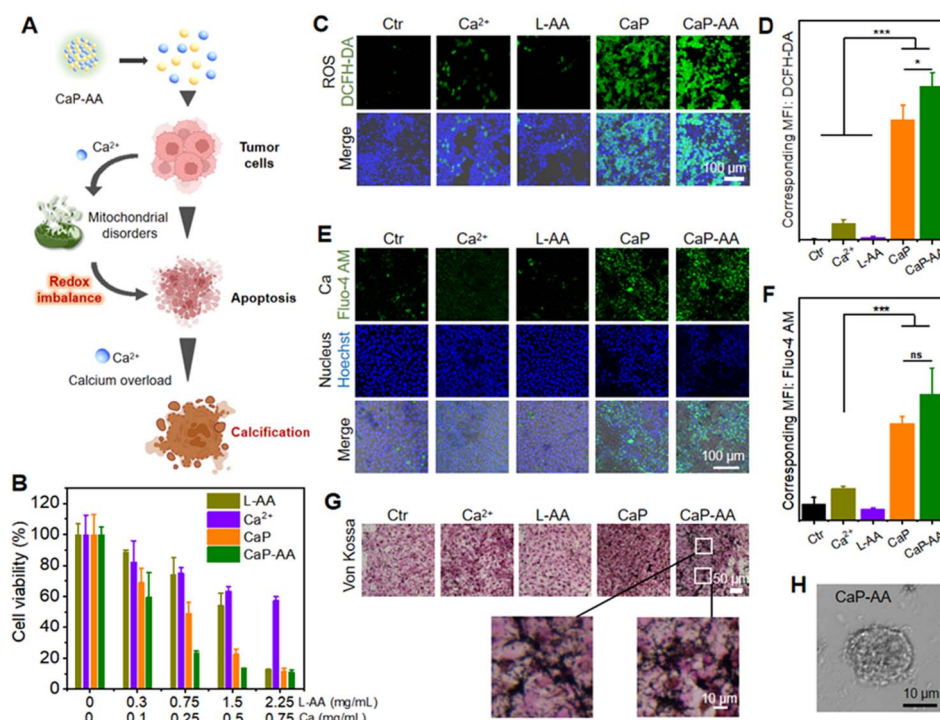 A
CaP-AA
Ca²⁺
Tumor
cells
Mitochondrial
disorders
Redox
imbalance
Apoptosis
Ca²⁺
Calcium overload
Calcification
B
Cell viability (%)
120
100
80
60
40
20
0
L-AA
Ca²⁺
CaP
CaP-AA
0 0.3 0.75 1.5 2.25 L-AA (mg/mL)
0 0.1 0.25 0.5 0.75 Ca (mg/mL)
C
Ctr Ca²⁺ L-AA CaP CaP-AA
ROS
DCFH-DA
Merge
100 µm
D
Corresponding MFI: DCFH-DA
***
*
Ctr Ca²⁺ L-AA CaP CaP-AA
E
Ctr Ca²⁺ L-AA CaP CaP-AA
Ca
Fluo-4 AM
Nucleus
Hoechst
Merge
100 µm
F
Corresponding MFI: Fluo-4 AM
***
ns
Ctr Ca²⁺ L-AA CaP CaP-AA
G
Ctr Ca²⁺ L-AA CaP CaP-AA
Von Kossa
50 µm
10 µm
H
CaP-AA
10 µm